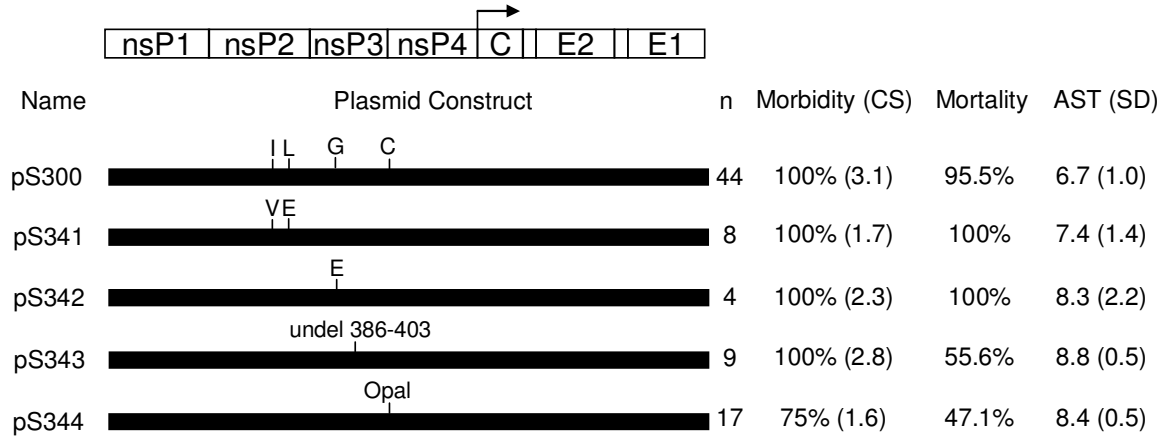 nsP1 nsP2 nsP3 nsP4 C E2 E1
Name Plasmid Construct n Morbidity (CS) Mortality AST (SD)
I L G C
pS300 44 100% (3.1) 95.5% 6.7 (1.0)
V E
pS341 8 100% (1.7) 100% 7.4 (1.4)
E
pS342 4 100% (2.3) 100% 8.3 (2.2)
undel 386-403
pS343 9 100% (2.8) 55.6% 8.8 (0.5)
Opal
pS344 17 75% (1.6) 47.1% 8.4 (0.5)